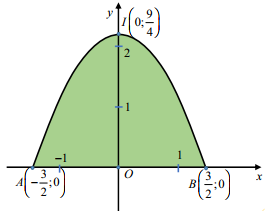 y
I(0; 9/4)
2
1
-1
1
A(-3/2; 0)
O
B(3/2; 0)
x